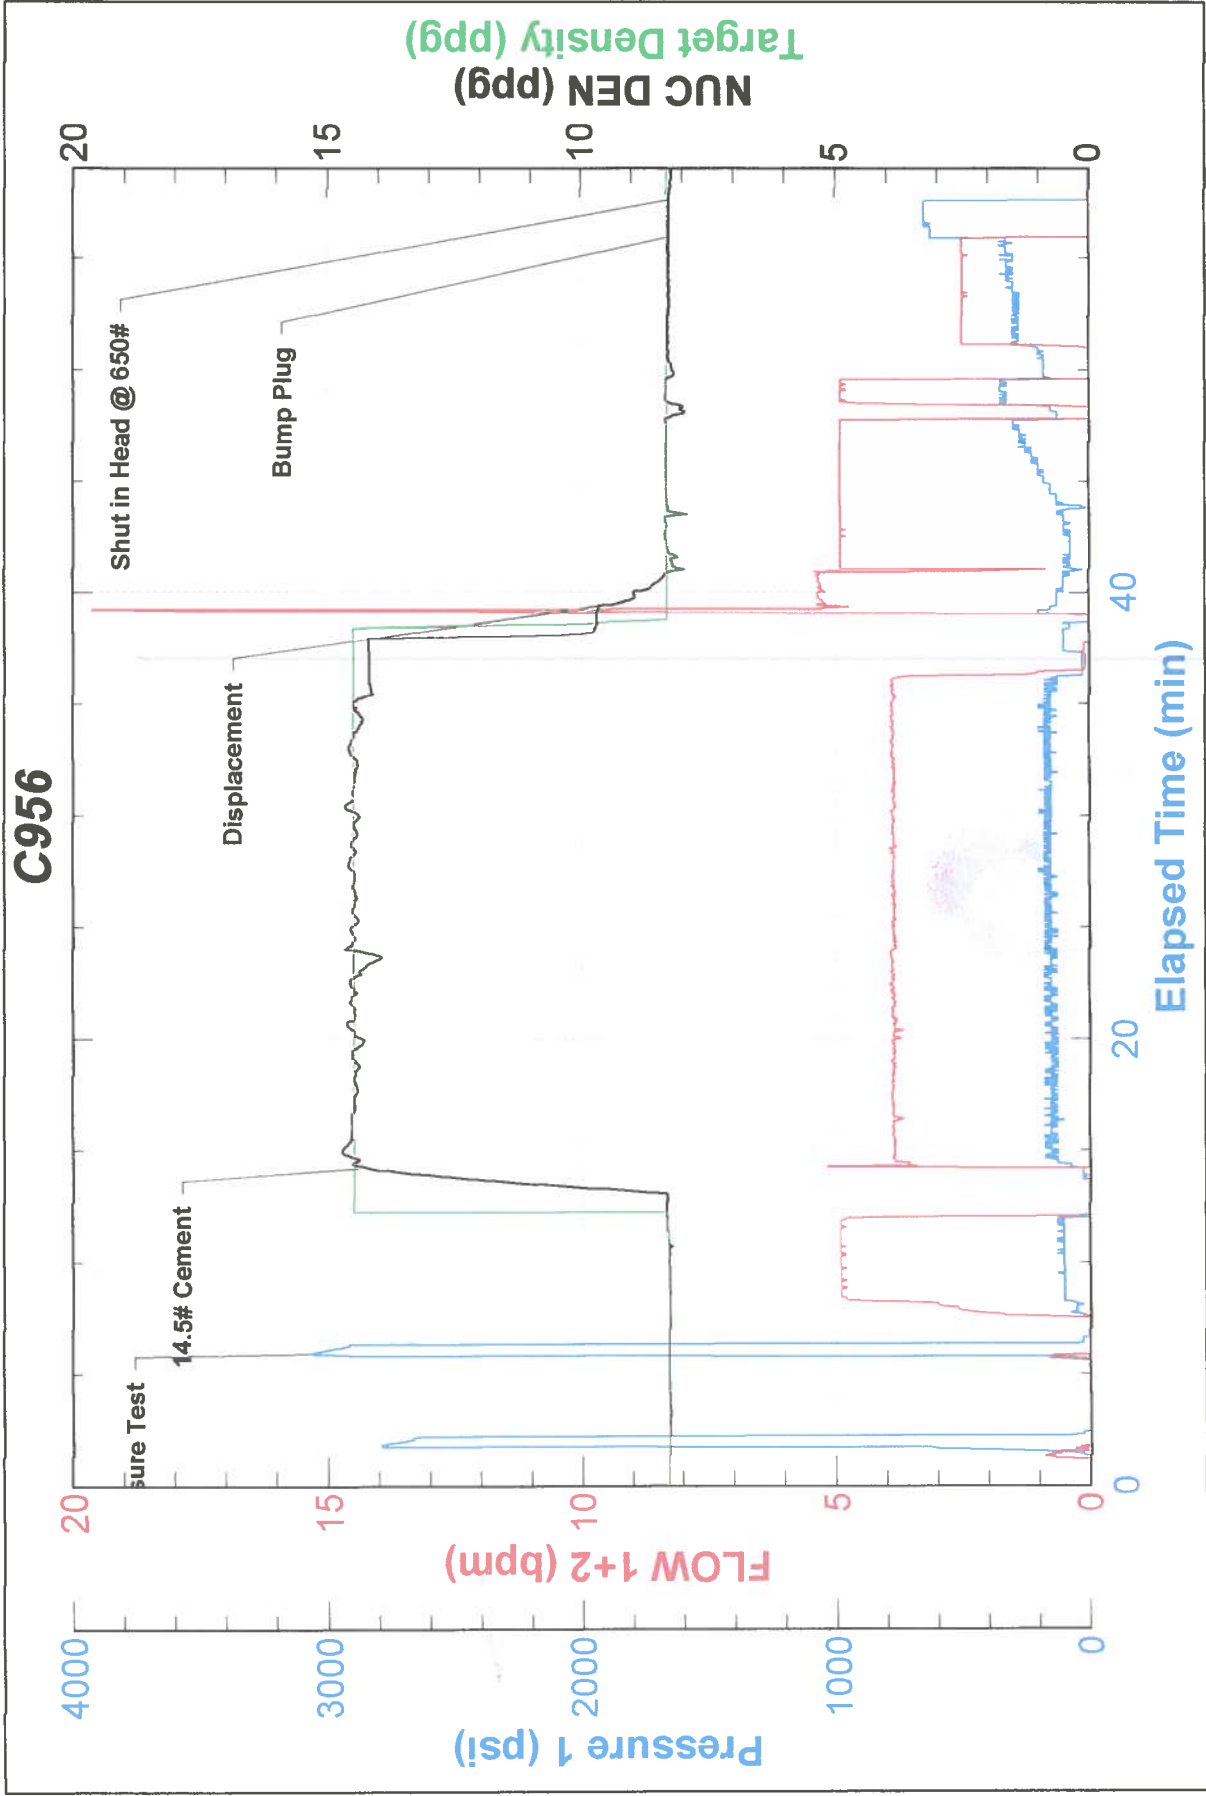 C956
4000
3000
2000
1000
0
Pressure 1 (psi)
20
15
10
5
0
FLOW 1+2 (bpm)
sure Test
14.5# Cement
Displacement
Bump Plug
Shut in Head @ 650#
20
15
10
5
0
NUC DEN (ppg)
Target Density (ppg)
0
20
40
Elapsed Time (min)